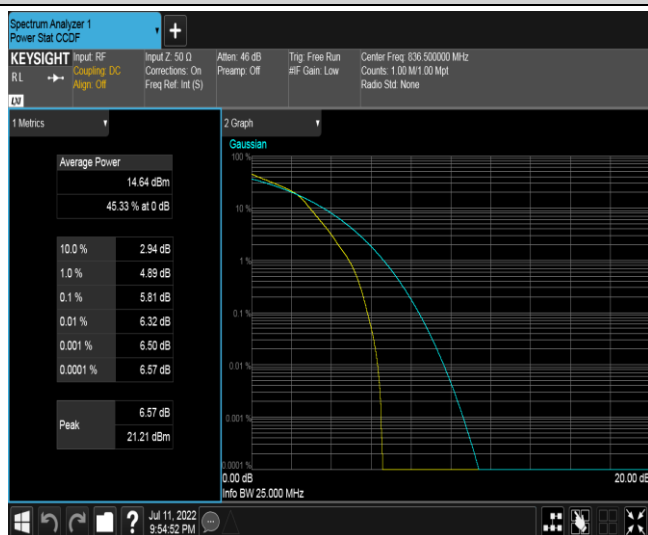 Spectrum Analyzer 1
Power Stat CCDF
+
KEYSIGHT
RL
LXI
Input: RF
Coupling: DC
Align: Off
Input Z: 50 Ω
Corrections: On
Freq Ref: Int (S)
Atten: 46 dB
Preamp: Off
Trig: Free Run
#IF Gain: Low
Center Freq: 836.500000 MHz
Counts: 1.00 M/1.00 Mpt
Radio Std: None
1 Metrics
Average Power
14.64 dBm
45.33 % at 0 dB
10.0 % 2.94 dB
1.0 % 4.89 dB
0.1 % 5.81 dB
0.01 % 6.32 dB
0.001 % 6.50 dB
0.0001 % 6.57 dB
Peak
6.57 dB
21.21 dBm
2 Graph
Gaussian
100 %
10 %
1 %
0.1 %
0.01 %
0.001 %
0.0001 %
0.00 dB
20.00 dB
Info BW 25.000 MHz
?
Jul 11, 2022
9:54:52 PM